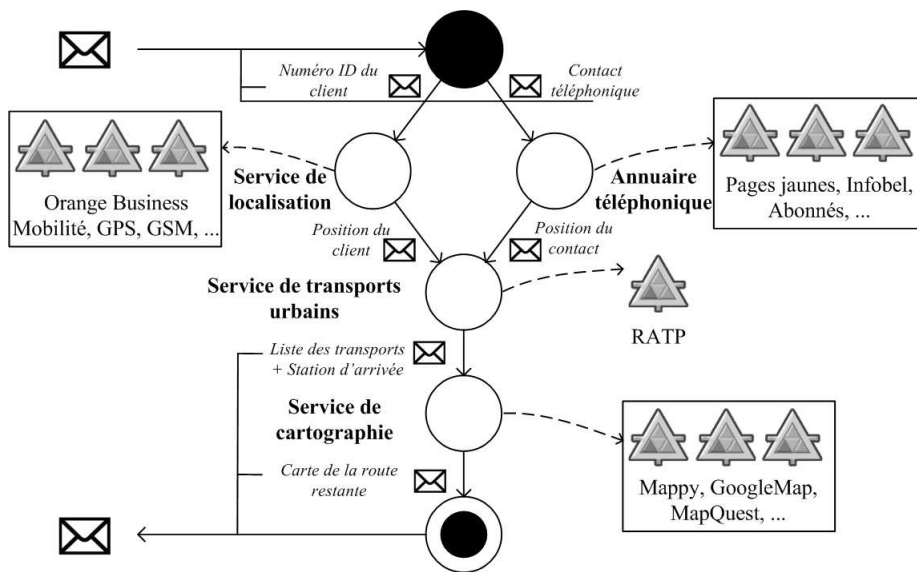 Numéro ID du
client
Contact
téléphonique
Service de
localisation
Orange Business
Mobilité, GPS, GSM, ...
Annuaire
téléphonique
Pages jaunes, Infobel,
Abonnés, ...
Position du
client
Position du
contact
Service de transports
urbains
RATP
Liste des transports
+ Station d'arrivée
Service de
cartographie
Mappy, GoogleMap,
MapQuest, ...
Carte de la route
restante